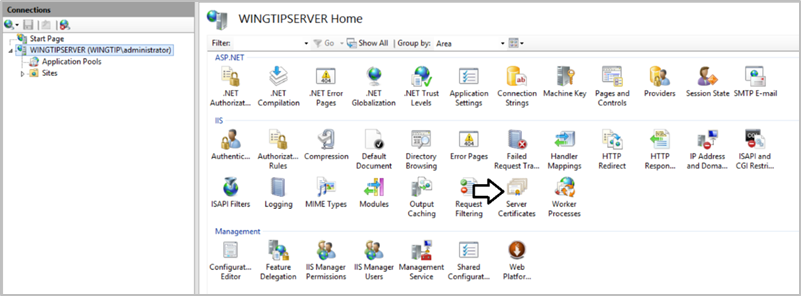 Connections
Start Page
WINGTIPSERVER (WINGTIP\administrator)
Application Pools
Sites
WINGTIPSERVER Home
Filter: Go Show All Group by: Area
ASP.NET
.NET Authorizat... .NET Compilation .NET Error Pages .NET Globalization .NET Trust Levels Application Settings Connection Strings Machine Key Pages and Controls Providers Session State SMTP E-mail
IIS
Authentic... Authorizat... Rules Compression Default Document Directory Browsing Error Pages Failed Request Tra... Handler Mappings HTTP Redirect HTTP Respon... IP Address and Doma... ISAPI and CGI Restri...
ISAPI Filters Logging MIME Types Modules Output Caching Request Filtering Server Certificates Worker Processes
Management
Configurat... Editor Feature Delegation IIS Manager Permissions IIS Manager Users Management Service Shared Configurat... Web Platfor...